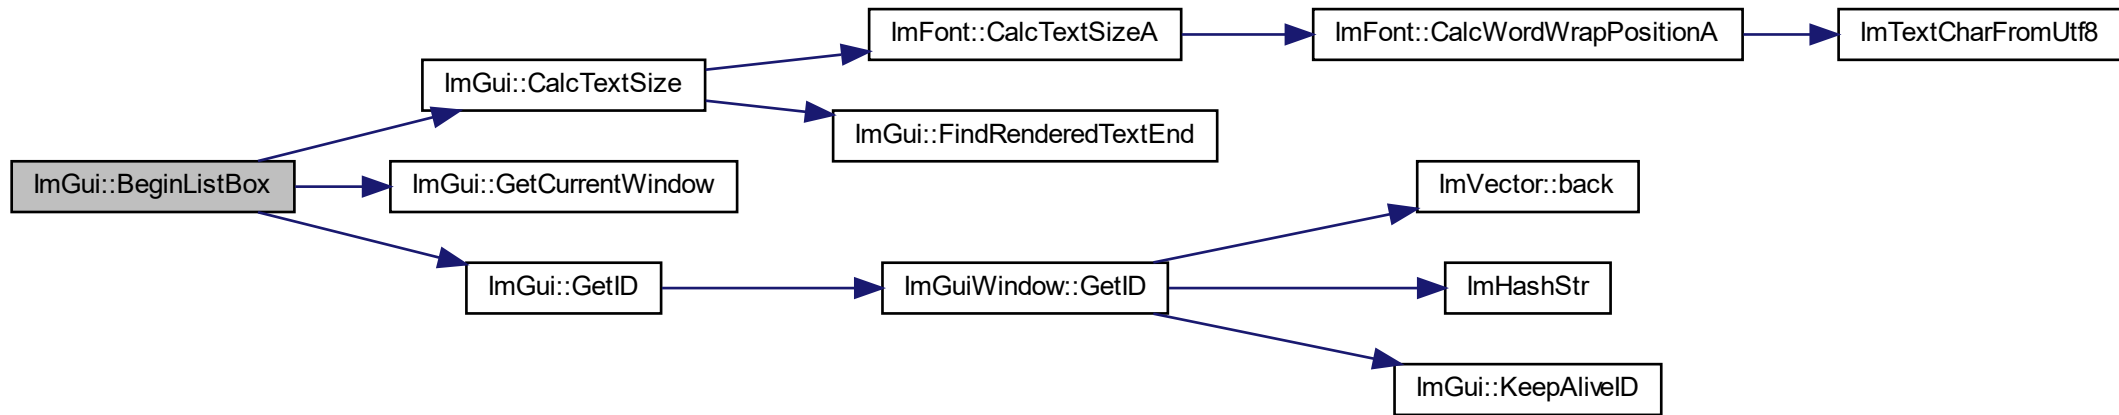 ImFont::CalcTextSizeA
ImFont::CalcWordWrapPositionA
ImTextCharFromUtf8
ImGui::CalcTextSize
ImGui::FindRenderedTextEnd
ImGui::BeginListBox
ImGui::GetCurrentWindow
ImVector::back
ImGui::GetID
ImGuiWindow::GetID
ImHashStr
ImGui::KeepAliveID